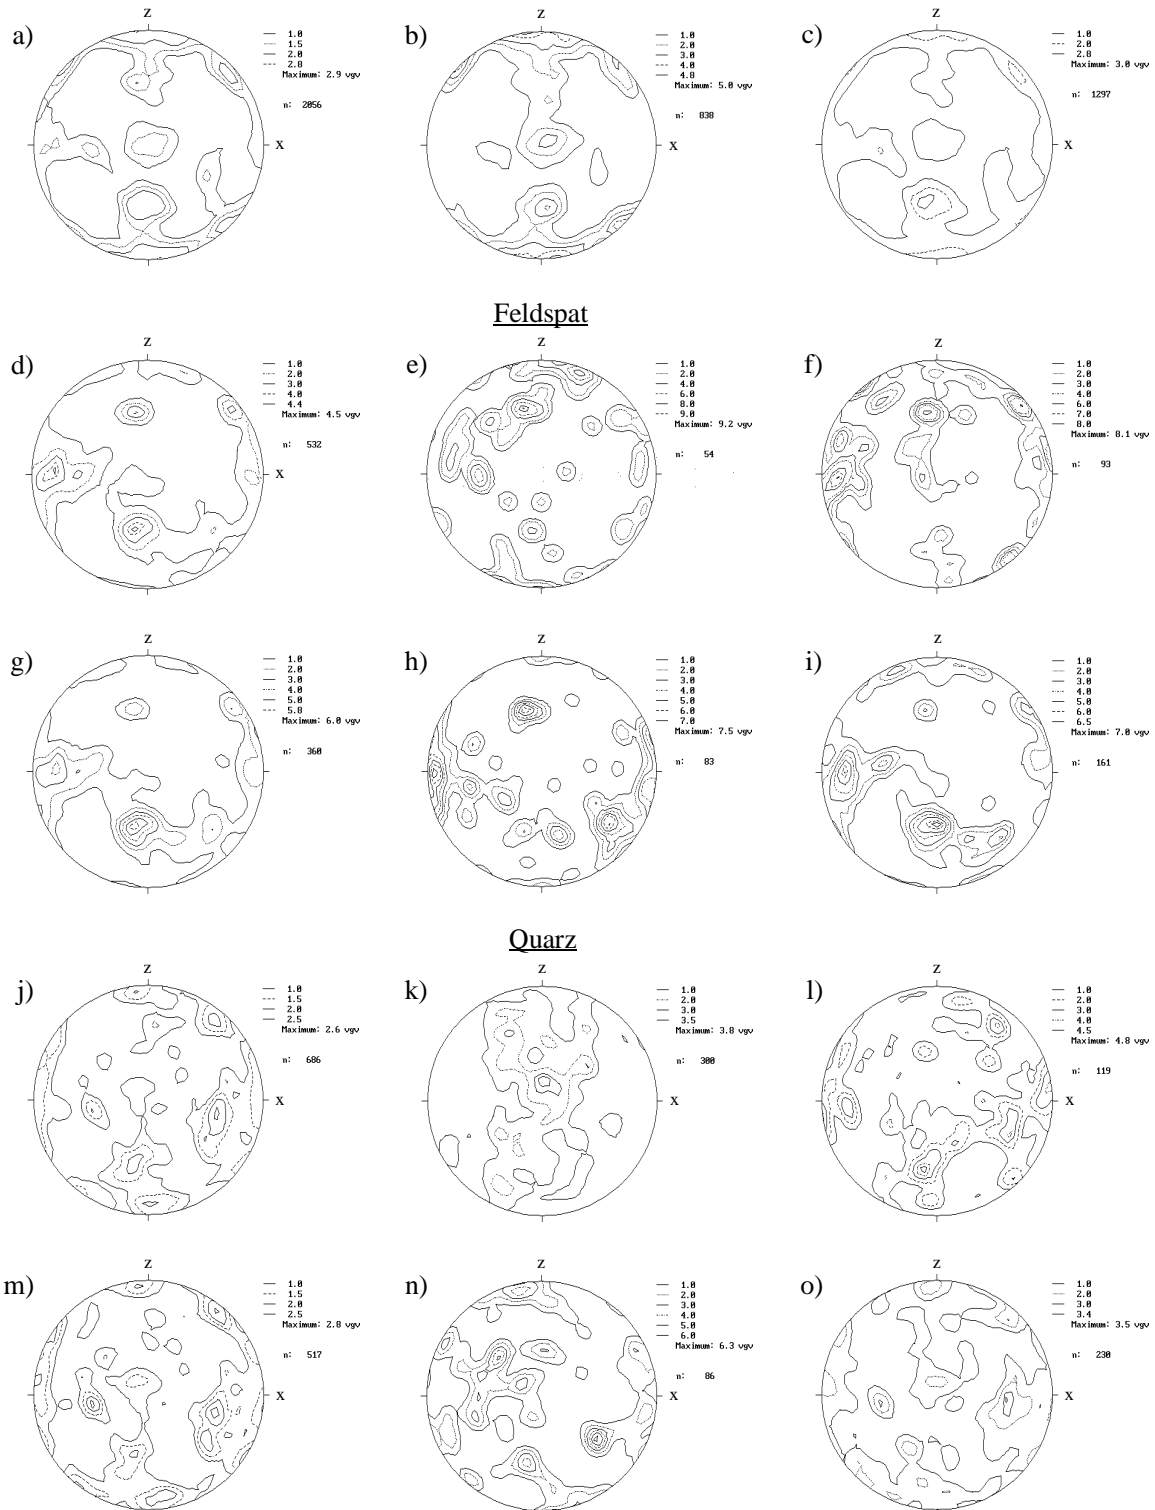 a)
z
x
1.0
1.5
2.0
2.8
Maximum: 2.9 vgv
n: 2056
b)
z
x
1.0
2.0
3.0
4.0
4.8
Maximum: 5.0 vgv
n: 838
c)
z
x
1.0
2.0
2.8
Maximum: 3.0 vgv
n: 1297
Feldspat
d)
z
x
1.0
2.0
3.0
4.0
4.4
Maximum: 4.5 vgv
n: 532
e)
z
1.0
2.0
4.0
6.0
8.0
9.0
Maximum: 9.2 vgv
n: 54
f)
z
x
1.0
2.0
3.0
4.0
6.0
7.0
8.0
Maximum: 8.1 vgv
n: 93
g)
z
x
1.0
2.0
3.0
4.0
5.0
5.8
Maximum: 6.0 vgv
n: 360
h)
z
x
1.0
2.0
3.0
4.0
5.0
6.0
7.0
Maximum: 7.5 vgv
n: 83
i)
z
x
1.0
2.0
3.0
4.0
5.0
6.0
6.5
Maximum: 7.0 vgv
n: 161
Quarz
j)
z
x
1.0
1.5
2.0
2.5
Maximum: 2.6 vgv
n: 686
k)
z
x
1.0
2.0
3.0
3.5
Maximum: 3.8 vgv
n: 300
l)
z
x
1.0
2.0
3.0
4.0
4.5
Maximum: 4.8 vgv
n: 119
m)
z
x
1.0
1.5
2.0
2.5
Maximum: 2.8 vgv
n: 517
n)
z
x
1.0
2.0
3.0
4.0
5.0
6.0
Maximum: 6.3 vgv
n: 86
o)
z
x
1.0
2.0
3.0
3.4
Maximum: 3.5 vgv
n: 230